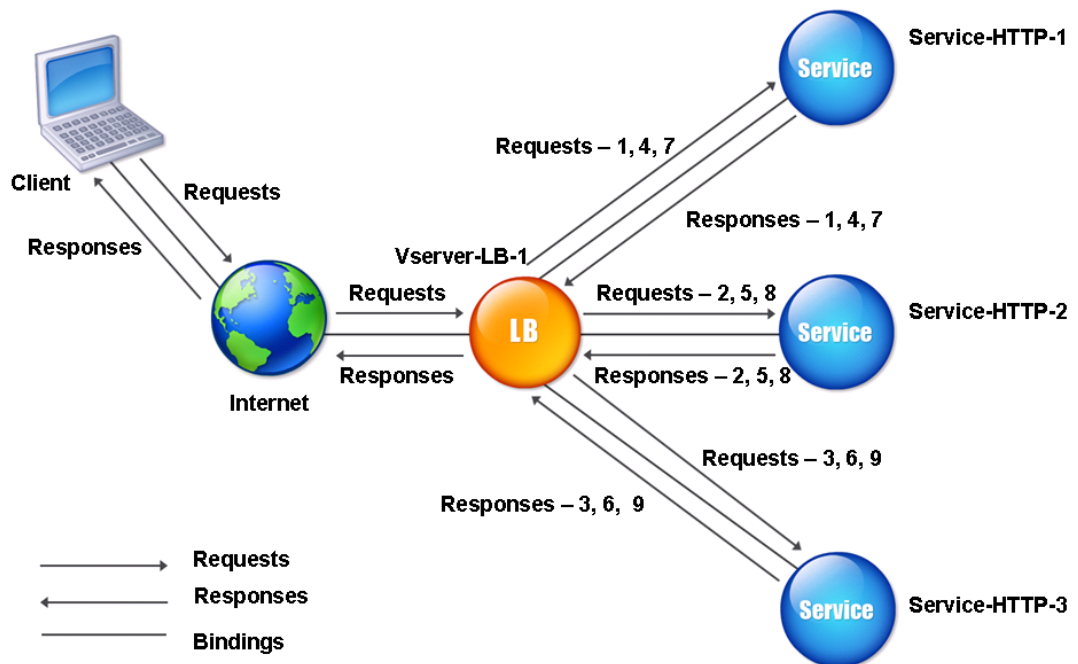 Service-HTTP-1
Service
Requests – 1, 4, 7
Client
Requests
Responses – 1, 4, 7
Responses
Vserver-LB-1
Requests
Requests – 2, 5, 8
Service-HTTP-2
LB
Service
Responses
Responses – 2, 5, 8
Internet
Requests – 3, 6, 9
Responses – 3, 6,  9
Requests
Responses
Service
Service-HTTP-3
Bindings